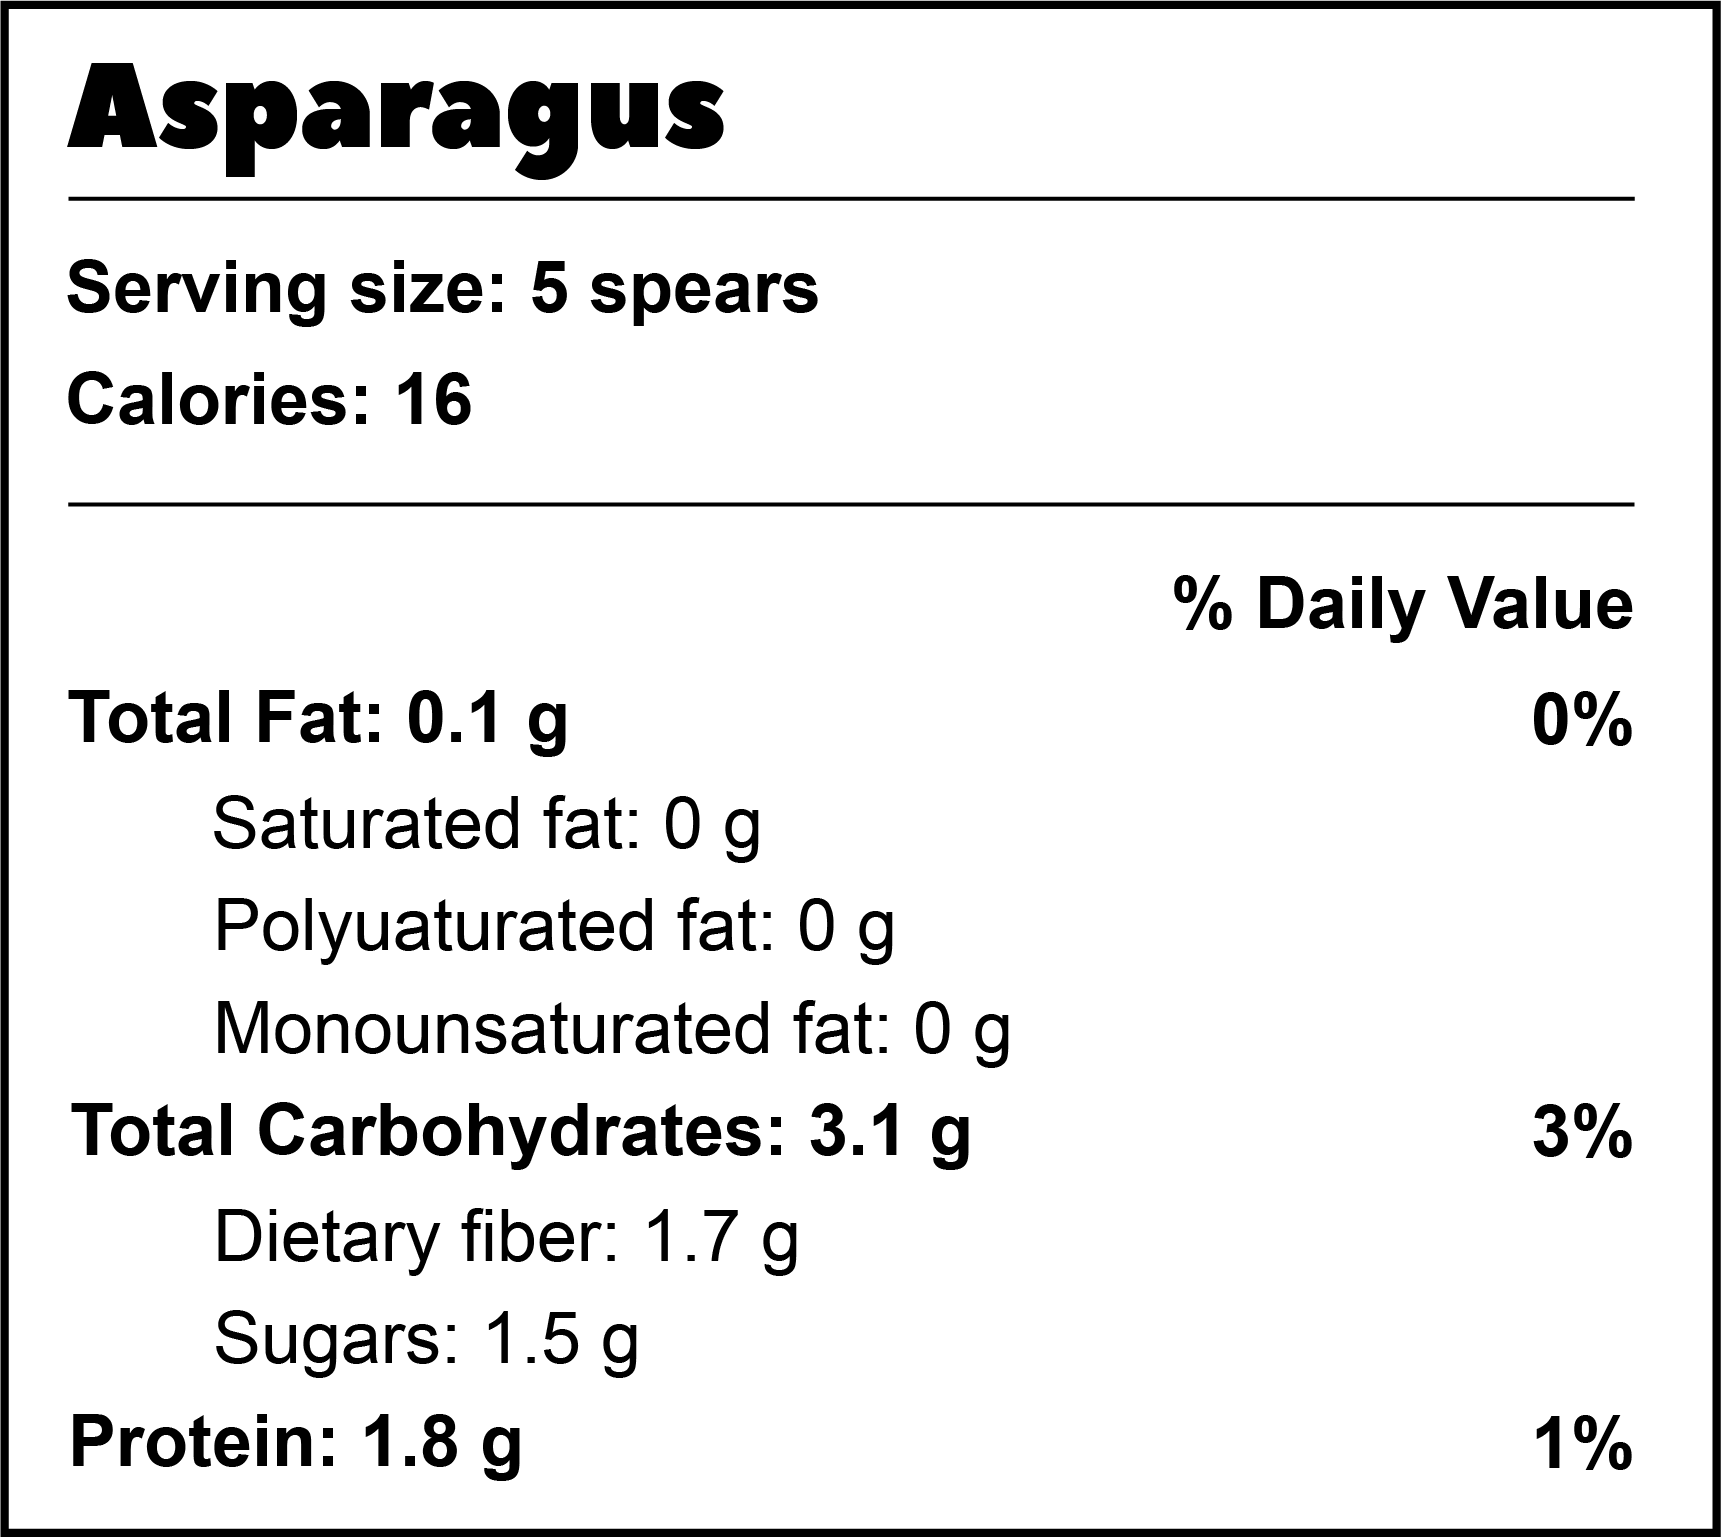 Asparagus
Serving size: 5 spears
Calories: 16
% Daily Value
Total Fat: 0.1 g 0%
Saturated fat: 0 g
Polyuaturated fat: 0 g
Monounsaturated fat: 0 g
Total Carbohydrates: 3.1 g 3%
Dietary fiber: 1.7 g
Sugars: 1.5 g
Protein: 1.8 g 1%